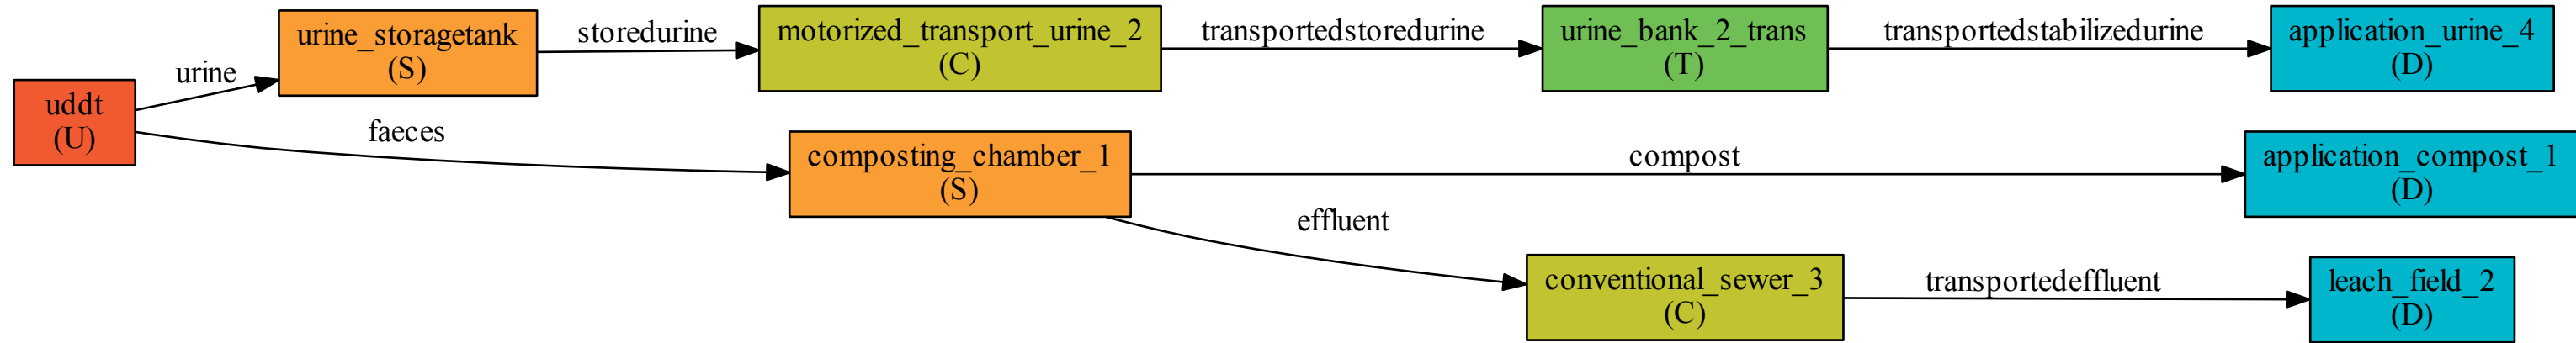 uddt
(U)
urine
faeces
urine_storagetank
(S)
storedurine
motorized_transport_urine_2
(C)
transportedstoredurine
urine_bank_2_trans
(T)
transportedstabilizedurine
application_urine_4
(D)
composting_chamber_1
(S)
compost
application_compost_1
(D)
effluent
conventional_sewer_3
(C)
transportedeffluent
leach_field_2
(D)